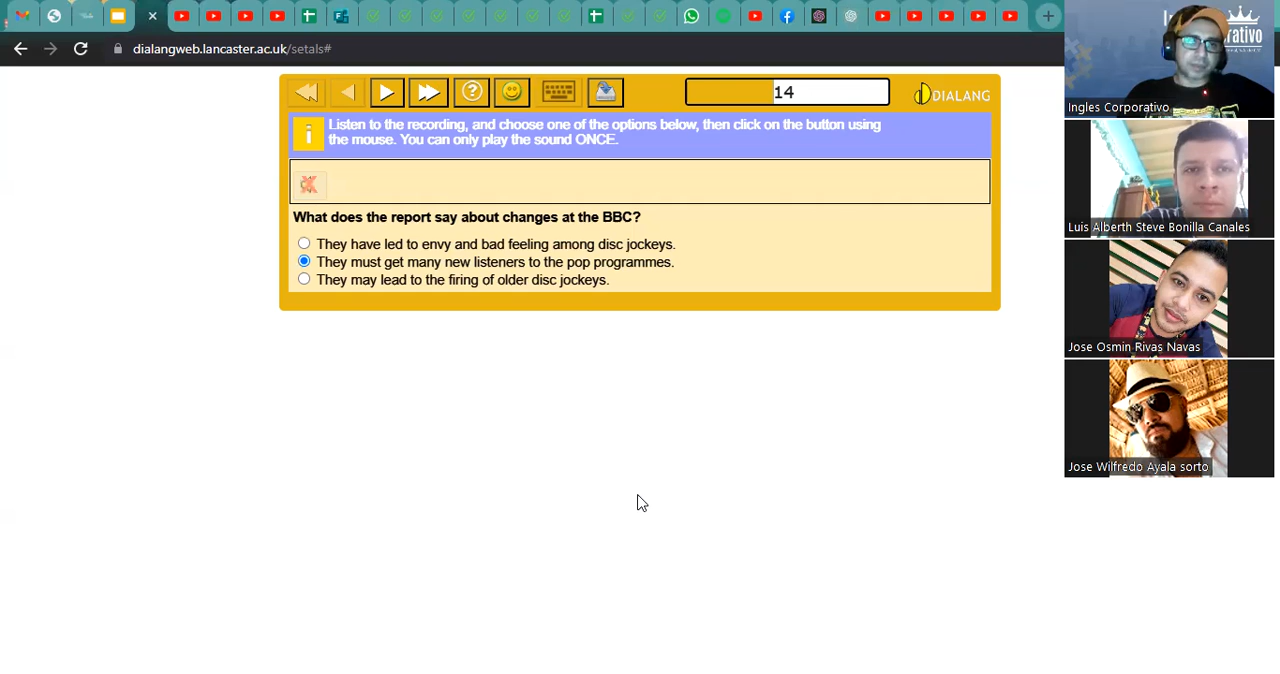 dialangweb.lancaster.ac.uk/setals#
14
DIALANG
Listen to the recording, and choose one of the options below, then click on the button using
the mouse. You can only play the sound ONCE.
What does the report say about changes at the BBC?
They have led to envy and bad feeling among disc jockeys.
They must get many new listeners to the pop programmes.
They may lead to the firing of older disc jockeys.
Ingles Corporativo
Luis Alberth Steve Bonilla Canales
Jose Osmin Rivas Navas
Jose Wilfredo Ayala sorto